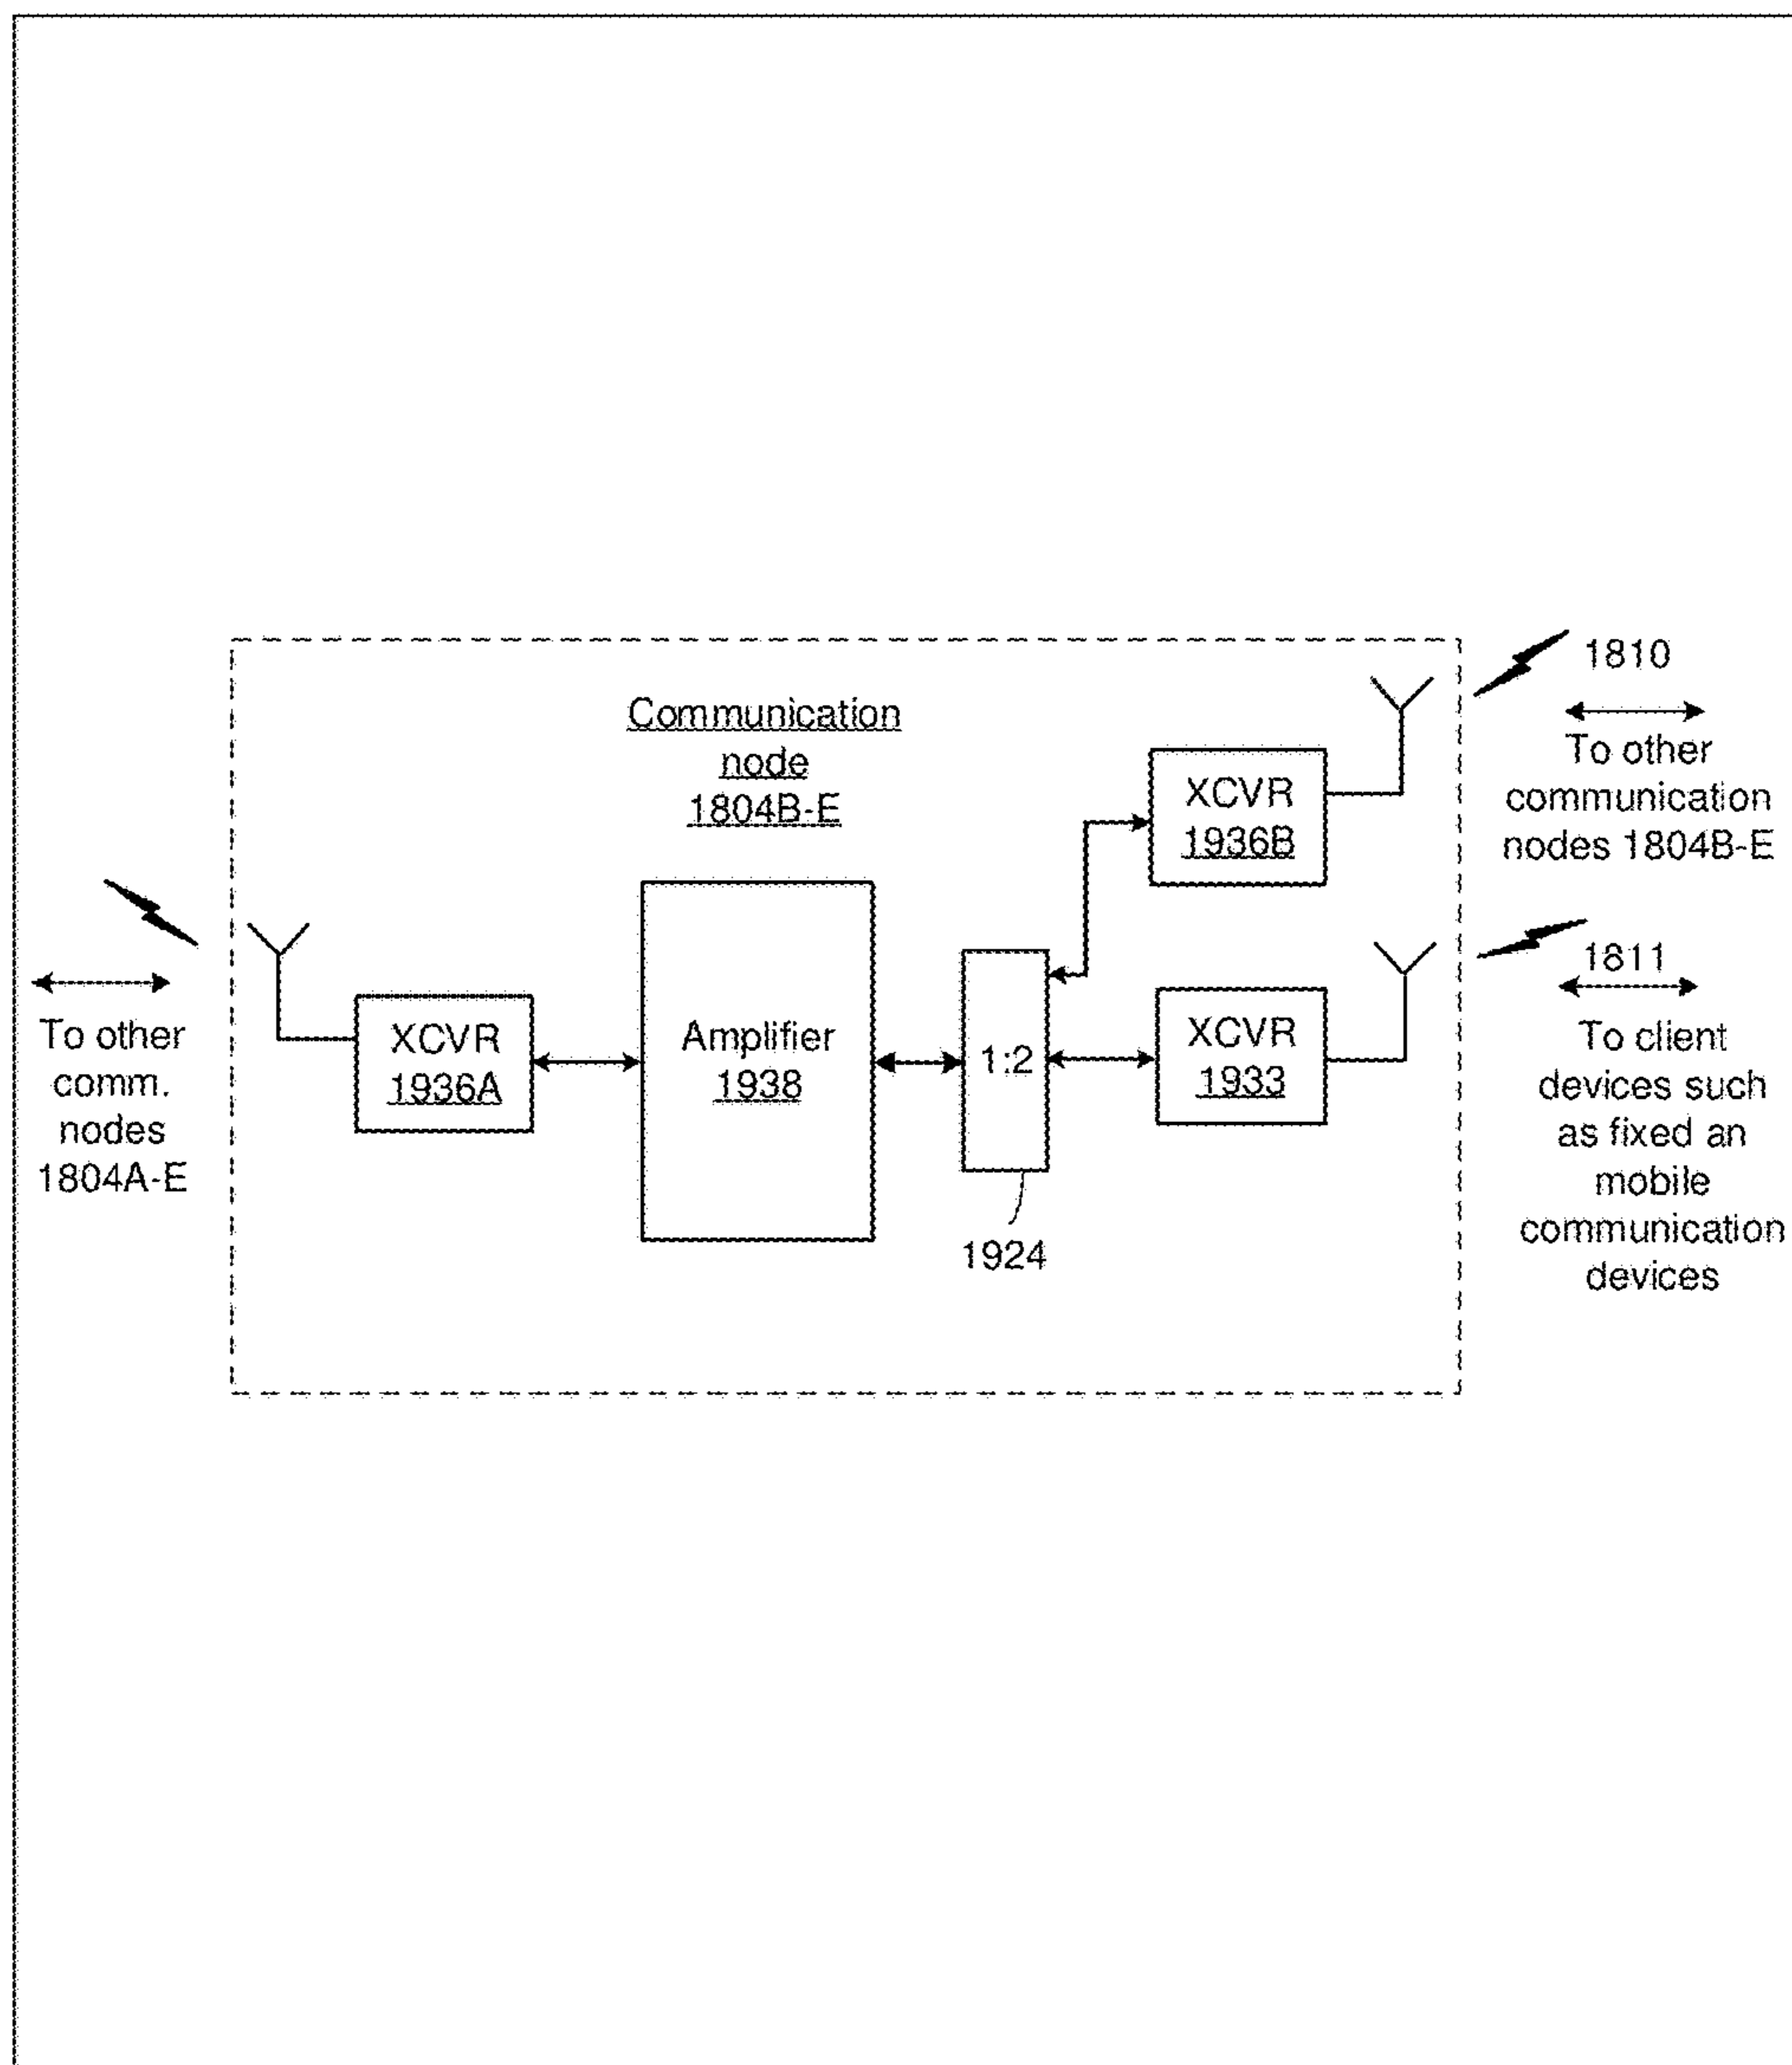 Communication
node
1804B-E
1810
To other
communication
nodes 1804B-E
XCVR
1936B
To other
comm.
nodes
1804A-E
XCVR
1936A
Amplifier
1938
1:2
1924
XCVR
1933
1811
To client
devices such
as fixed an
mobile
communication
devices